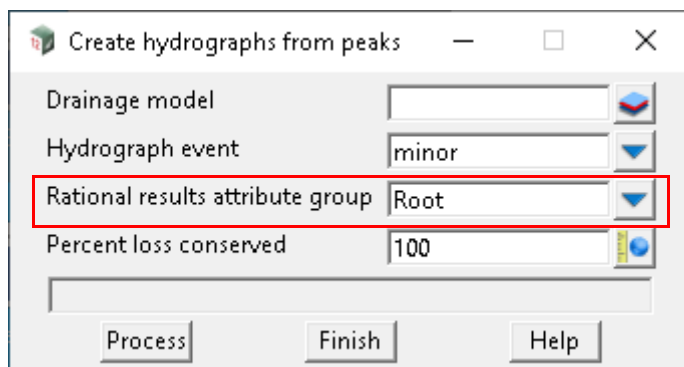 12 Create hydrographs from peaks
Drainage model
Hydrograph event minor
Rational results attribute group Root
Percent loss conserved 100
Process Finish Help